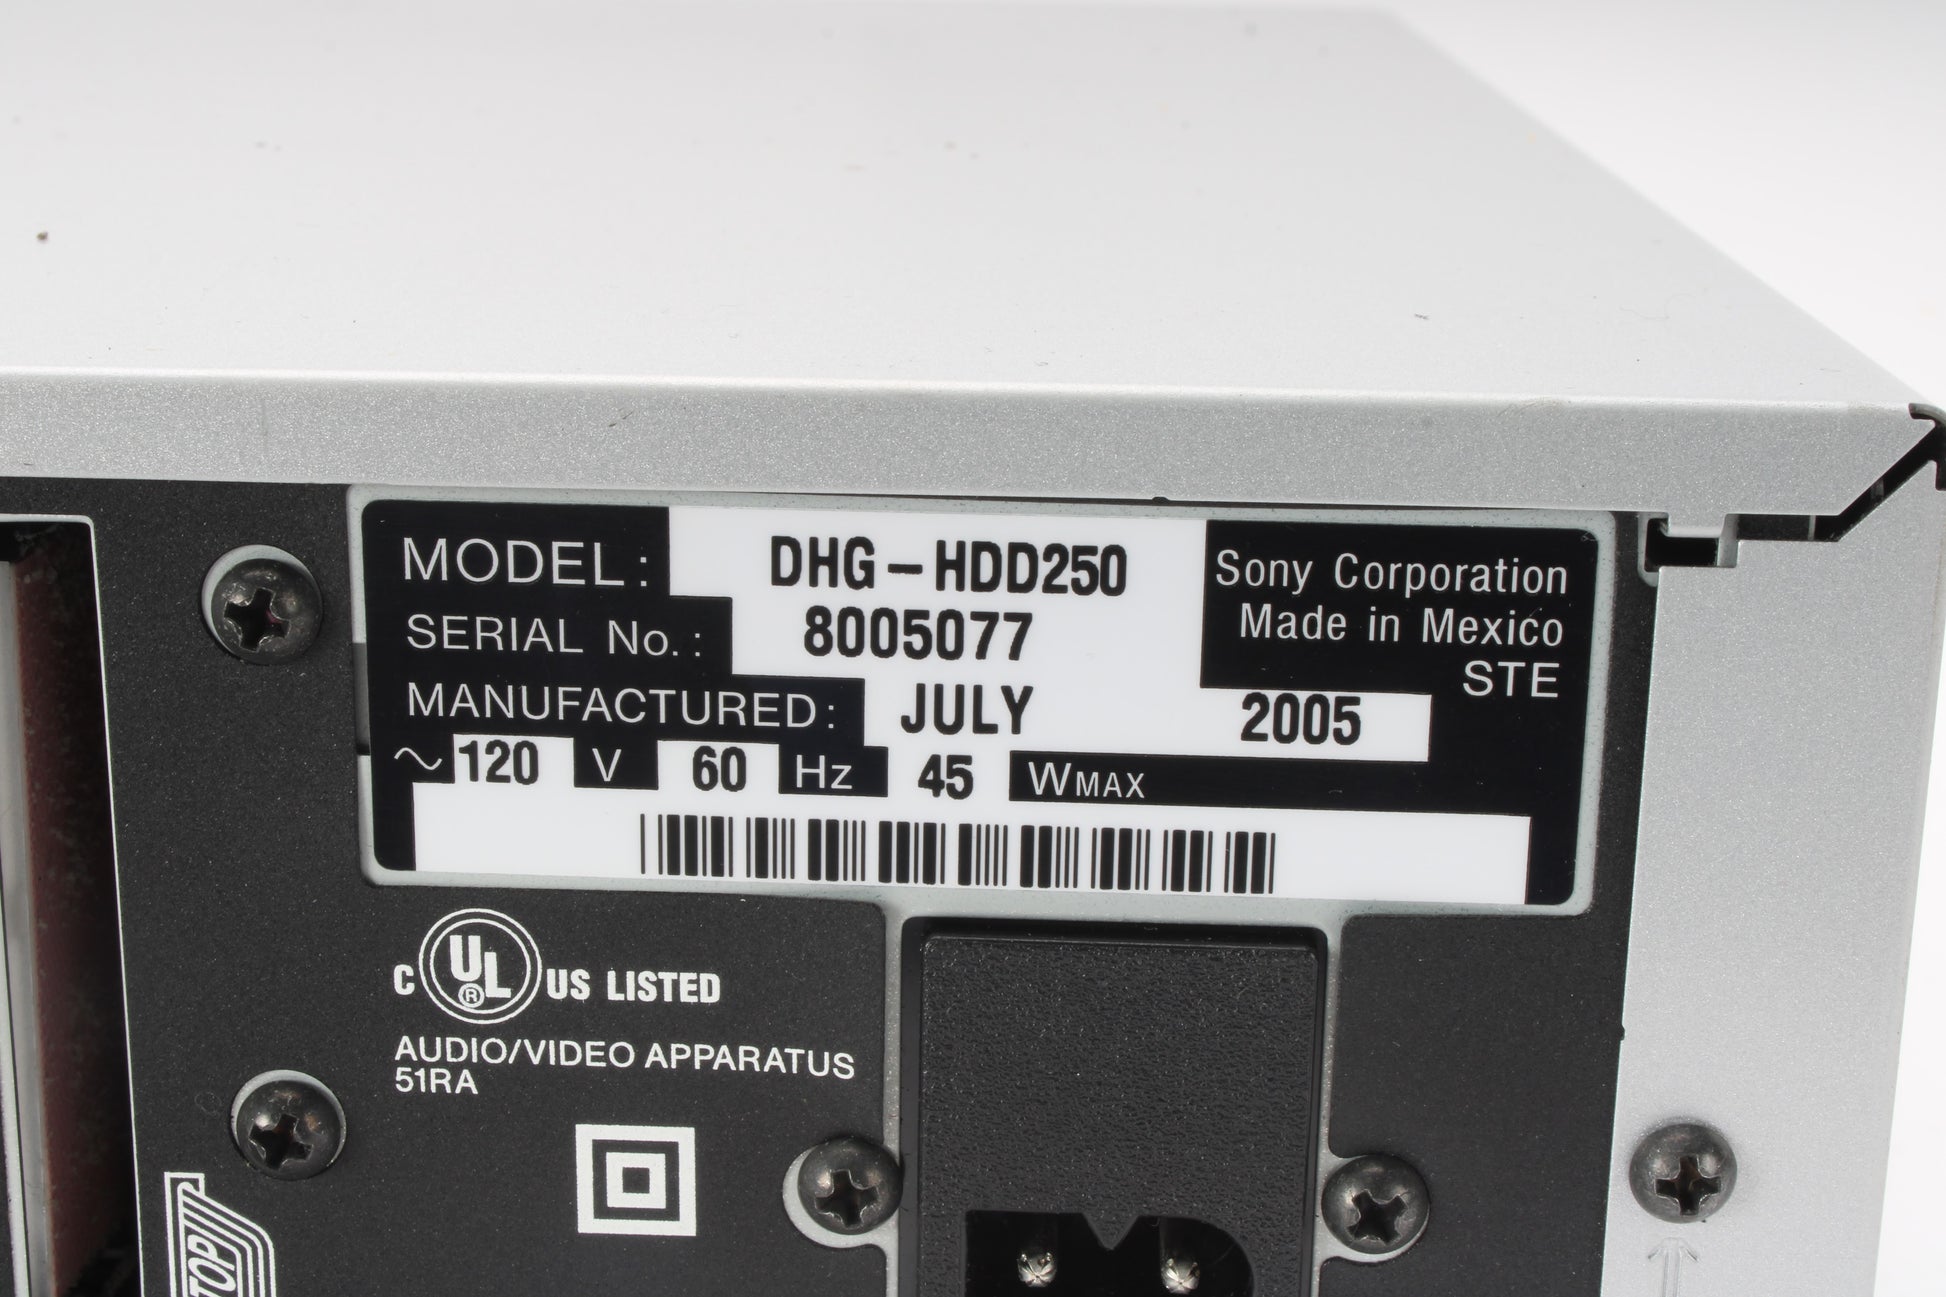 MODEL: DHG-HDD250
Sony Corporation
SERIAL No.: 8005077
Made in Mexico
STE
MANUFACTURED: JULY 2005
~ 120 V 60 Hz 45 WMAX
C UL ® US LISTED
AUDIO/VIDEO APPARATUS
51RA
TOP